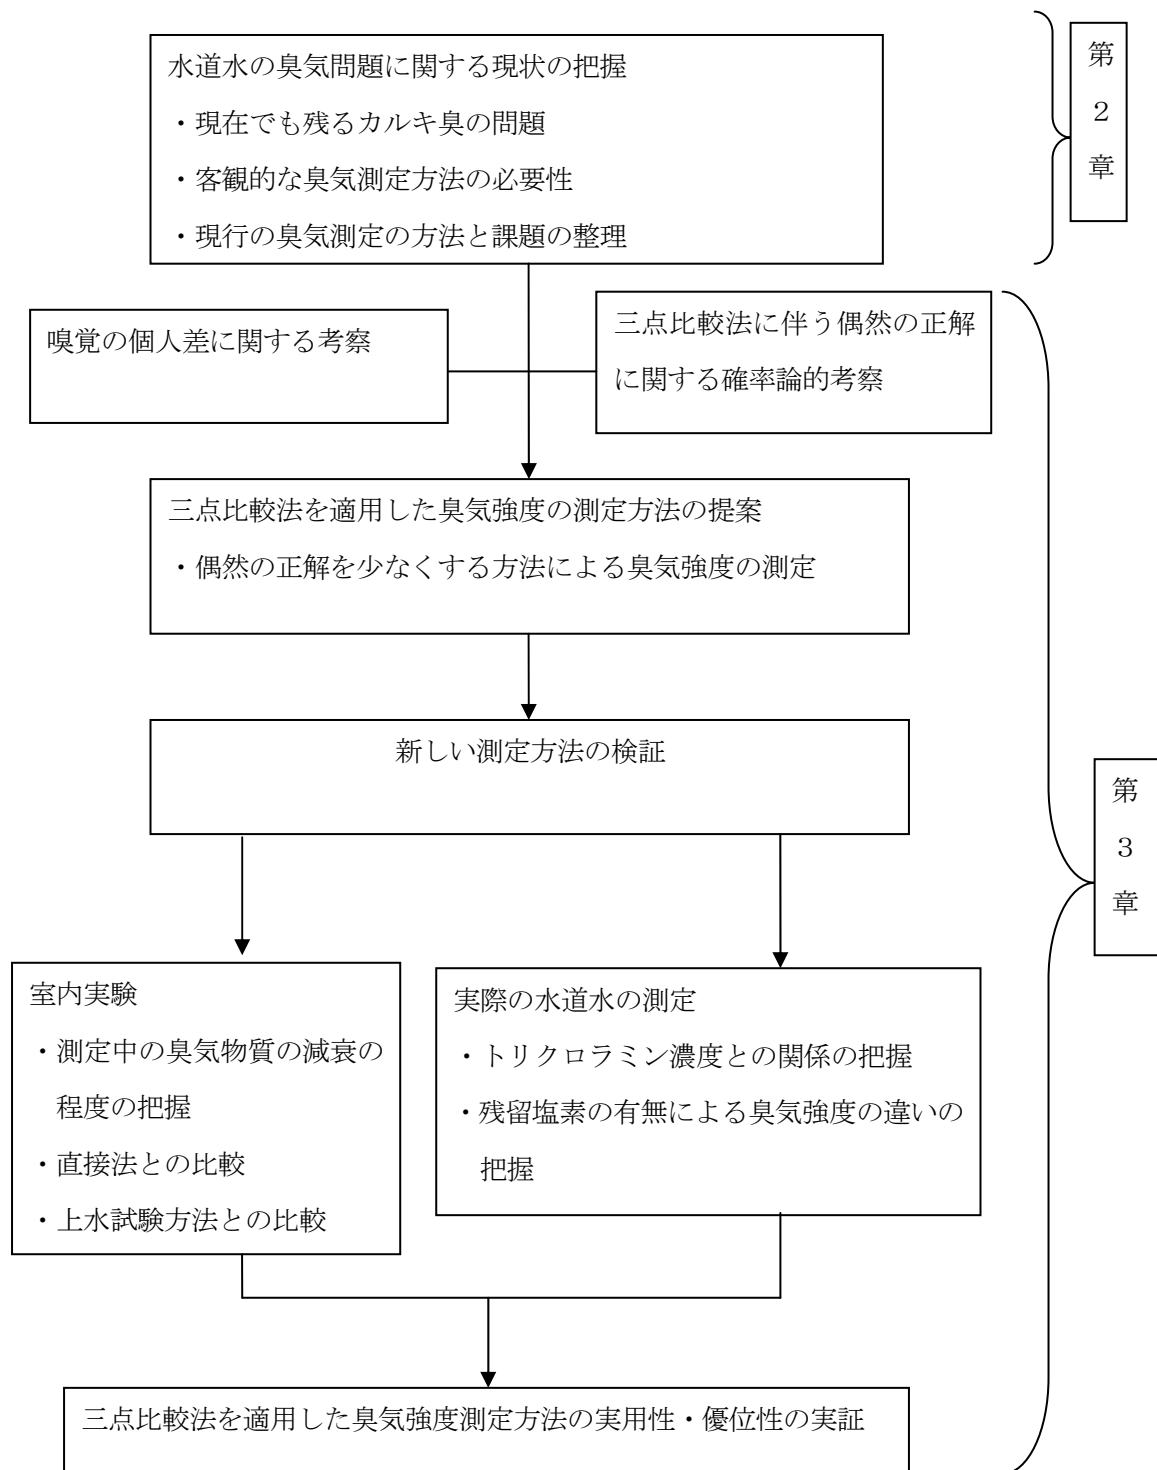 水道水の臭気問題に関する現状の把握
・現在でも残るカルキ臭の問題
・客観的な臭気測定方法の必要性
・現行の臭気測定の方法と課題の整理
第
2
章
嗅覚の個人差に関する考察
三点比較法に伴う偶然の正解
に関する確率論的考察
三点比較法を適用した臭気強度の測定方法の提案
・偶然の正解を少なくする方法による臭気強度の測定
新しい測定方法の検証
第
3
章
室内実験
・測定中の臭気物質の減衰の
程度の把握
・直接法との比較
・上水試験方法との比較
実際の水道水の測定
・トリクロラミン濃度との関係の把握
・残留塩素の有無による臭気強度の違いの
把握
三点比較法を適用した臭気強度測定方法の実用性・優位性の実証